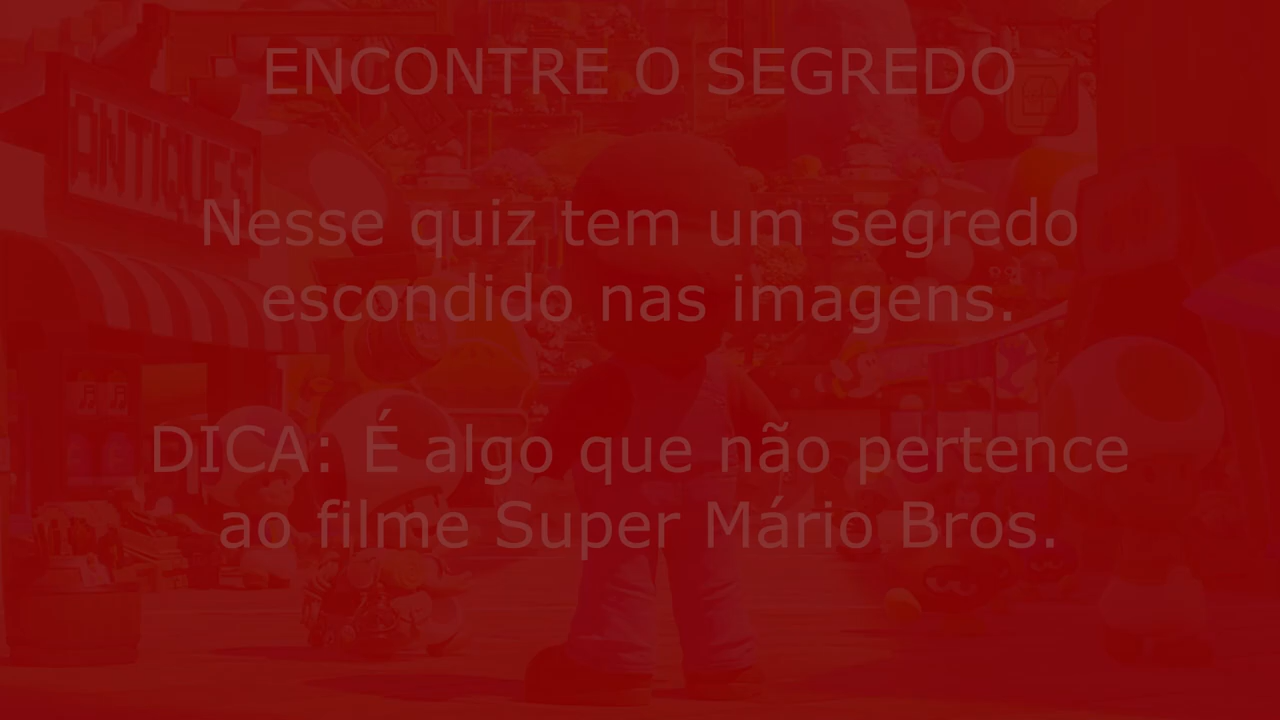 ENCONTRE O SEGREDO
ANTIQUES
Nesse quiz tem um segredo
escondido nas imagens.
DICA: É algo que não pertence
ao filme Super Mário Bros.